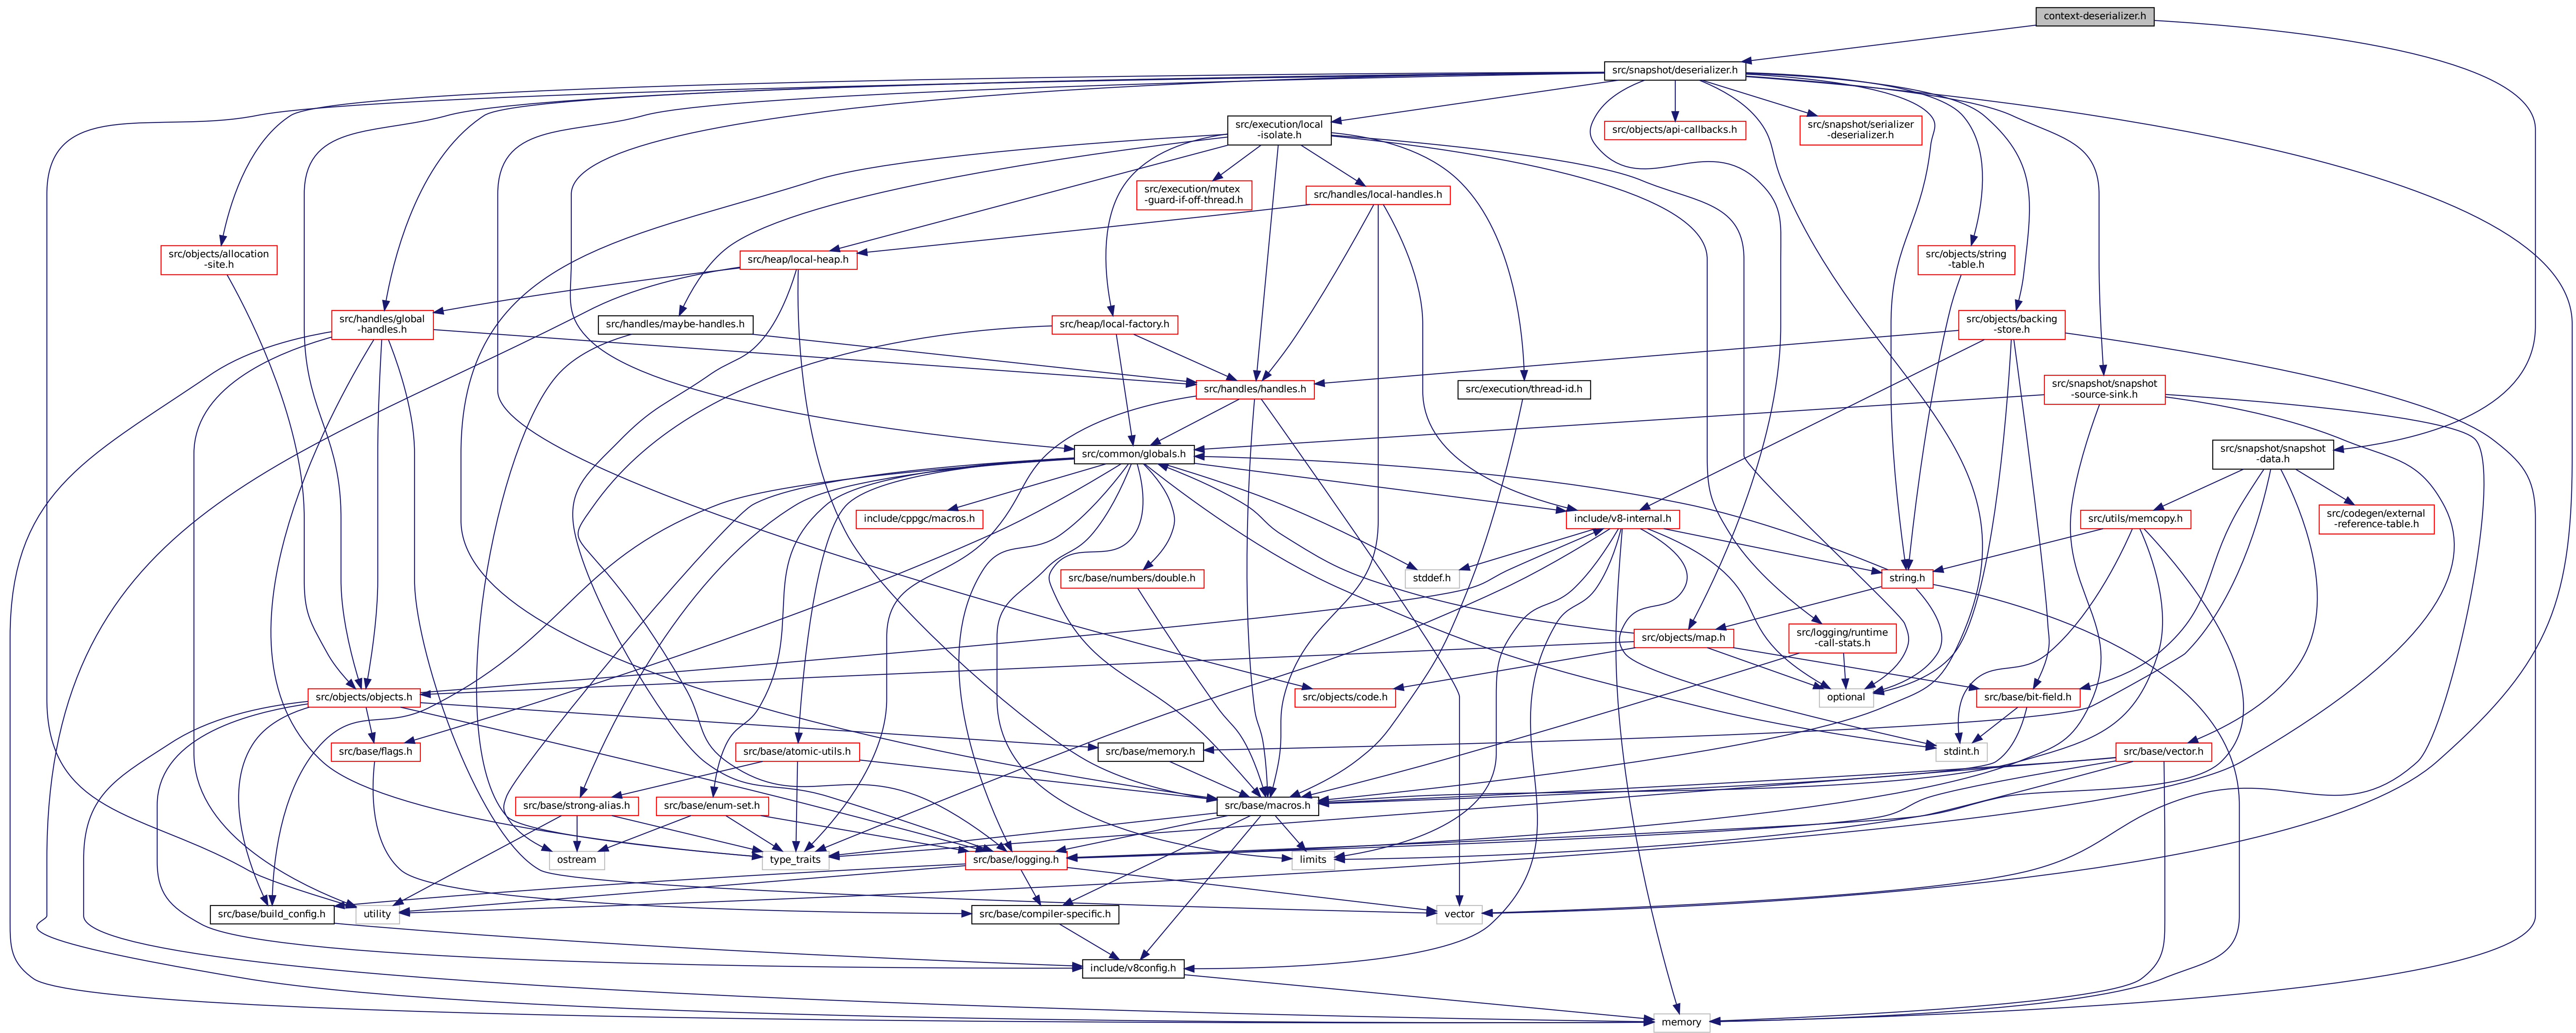 context-deserializer.h
src/snapshot/deserializer.h
src/execution/local
-isolate.h
src/objects/api-callbacks.h
src/snapshot/serializer
-deserializer.h
src/execution/mutex
-guard-if-off-thread.h
src/handles/local-handles.h
src/objects/allocation
-site.h
src/heap/local-heap.h
src/objects/string
-table.h
src/handles/global
-handles.h
src/handles/maybe-handles.h
src/heap/local-factory.h
src/objects/backing
-store.h
src/handles/handles.h
src/execution/thread-id.h
src/snapshot/snapshot
-source-sink.h
src/common/globals.h
src/snapshot/snapshot
-data.h
include/cppgc/macros.h
include/v8-internal.h
src/utils/memcopy.h
src/codegen/external
-reference-table.h
src/base/numbers/double.h
stddef.h
string.h
src/objects/map.h
src/logging/runtime
-call-stats.h
src/objects/objects.h
src/objects/code.h
optional
src/base/bit-field.h
src/base/flags.h
src/base/atomic-utils.h
src/base/memory.h
stdint.h
src/base/vector.h
src/base/strong-alias.h
src/base/enum-set.h
src/base/macros.h
ostream
type_traits
src/base/logging.h
limits
src/base/build_config.h
utility
src/base/compiler-specific.h
vector
include/v8config.h
memory